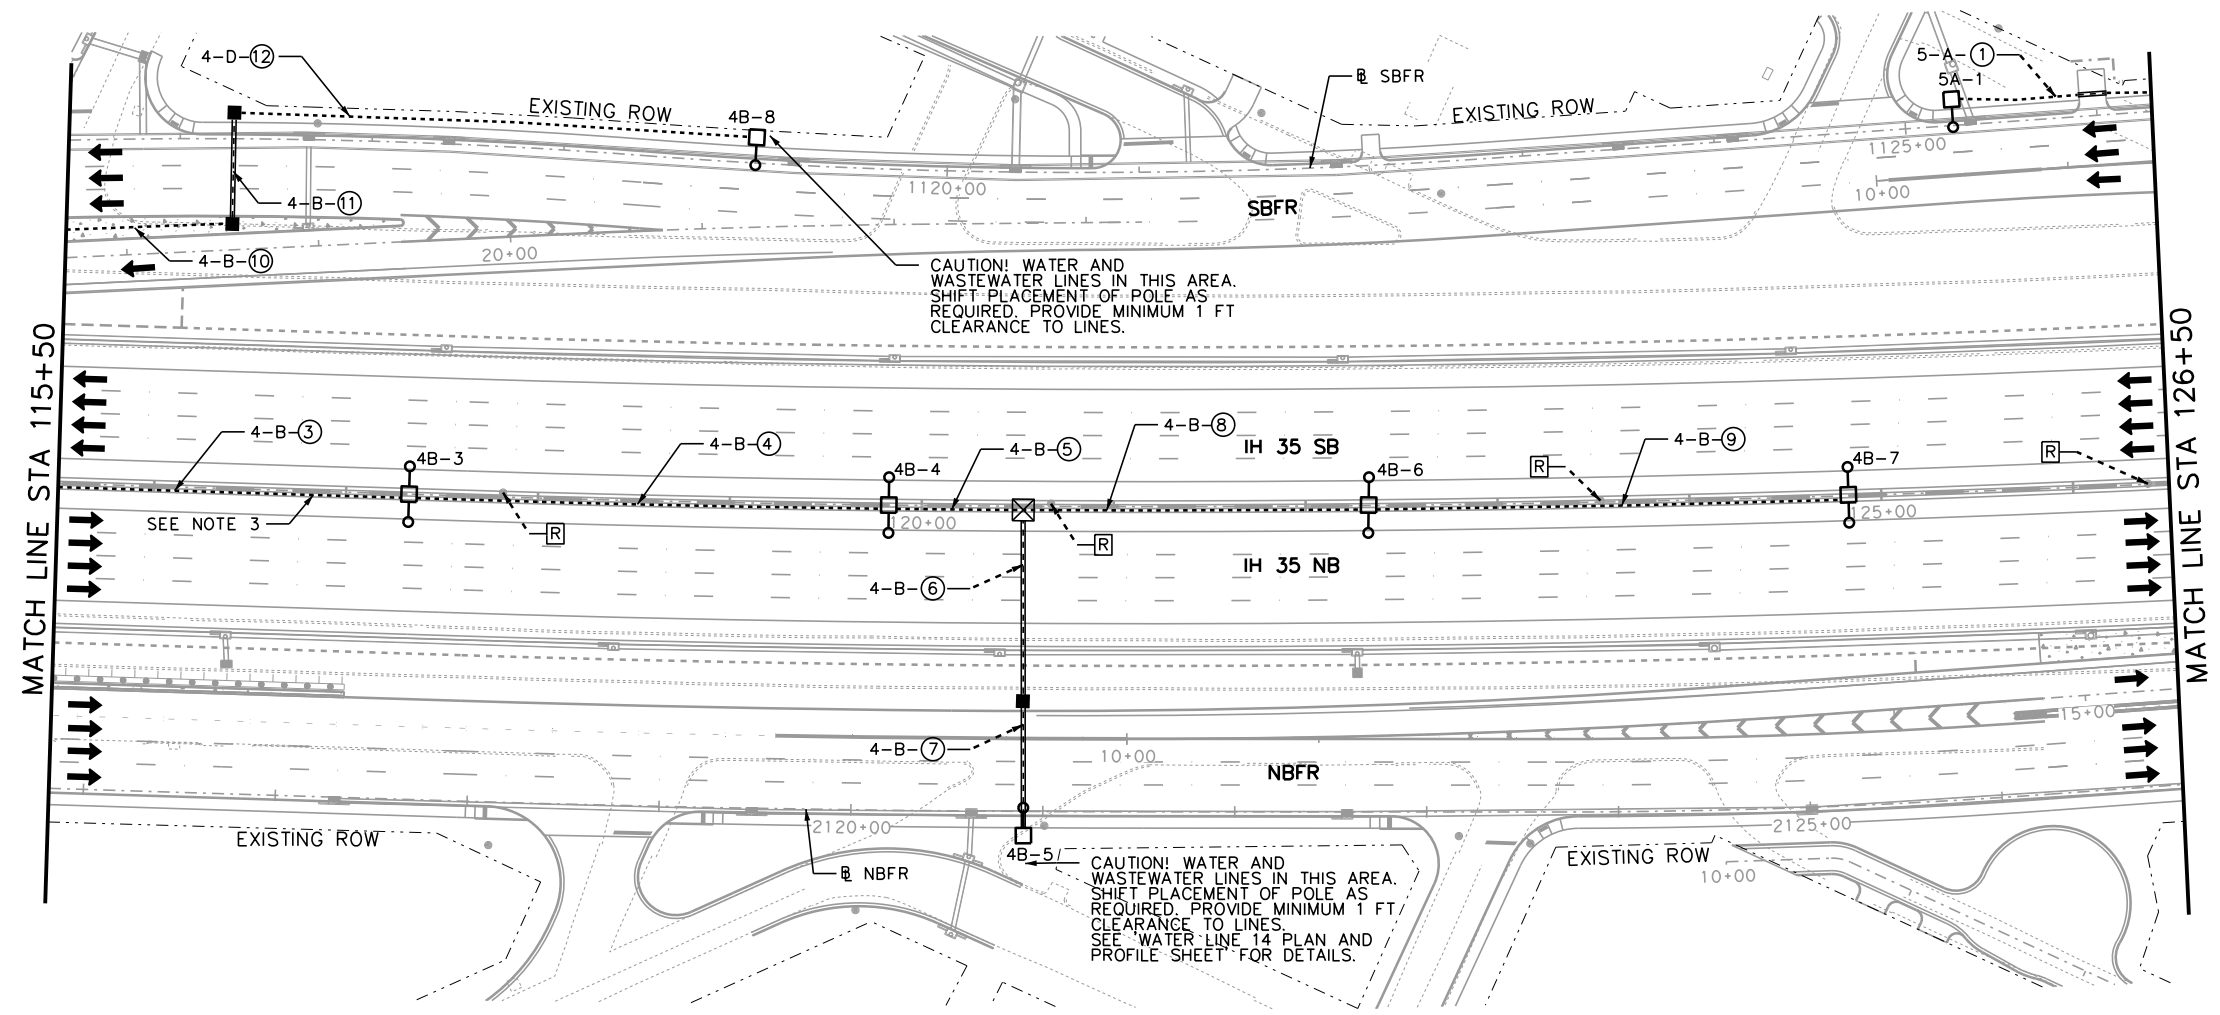 4-D-12
EXISTING ROW
4B-8
℄ SBFR
EXISTING ROW
5-A-1
5A-1
1125+00
10+00
1120+00
SBFR
4-B-11
4-B-10
20+00
CAUTION! WATER AND
WASTEWATER LINES IN THIS AREA.
SHIFT PLACEMENT OF POLE AS
REQUIRED. PROVIDE MINIMUM 1 FT
CLEARANCE TO LINES.
MATCH LINE STA 115+50
MATCH LINE STA 126+50
4-B-3
4B-3
4-B-4
4B-4
4-B-5
4-B-8
IH 35 SB
4B-6
R
4-B-9
4B-7
R
SEE NOTE 3
R
120+00
R
125+00
IH 35 NB
4-B-6
4-B-7
10+00
15+00
NBFR
EXISTING ROW
2120+00
2125+00
℄ NBFR
4B-5
CAUTION! WATER AND
WASTEWATER LINES IN THIS AREA.
SHIFT PLACEMENT OF POLE AS
REQUIRED. PROVIDE MINIMUM 1 FT
CLEARANCE TO LINES.
SEE 'WATER LINE 14 PLAN AND
PROFILE SHEET' FOR DETAILS.
EXISTING ROW
10+00